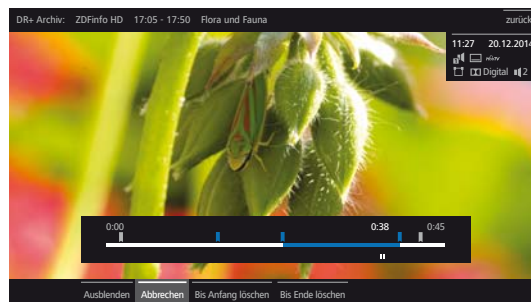 DR+ Archiv: ZDFinfo HD 17:05 - 17:50 Flora und Fauna zurück
11:27 20.12.2014
HbbTV
Digital 2
0:00 0:38 0:45
Ausblenden Abbrechen Bis Anfang löschen Bis Ende löschen